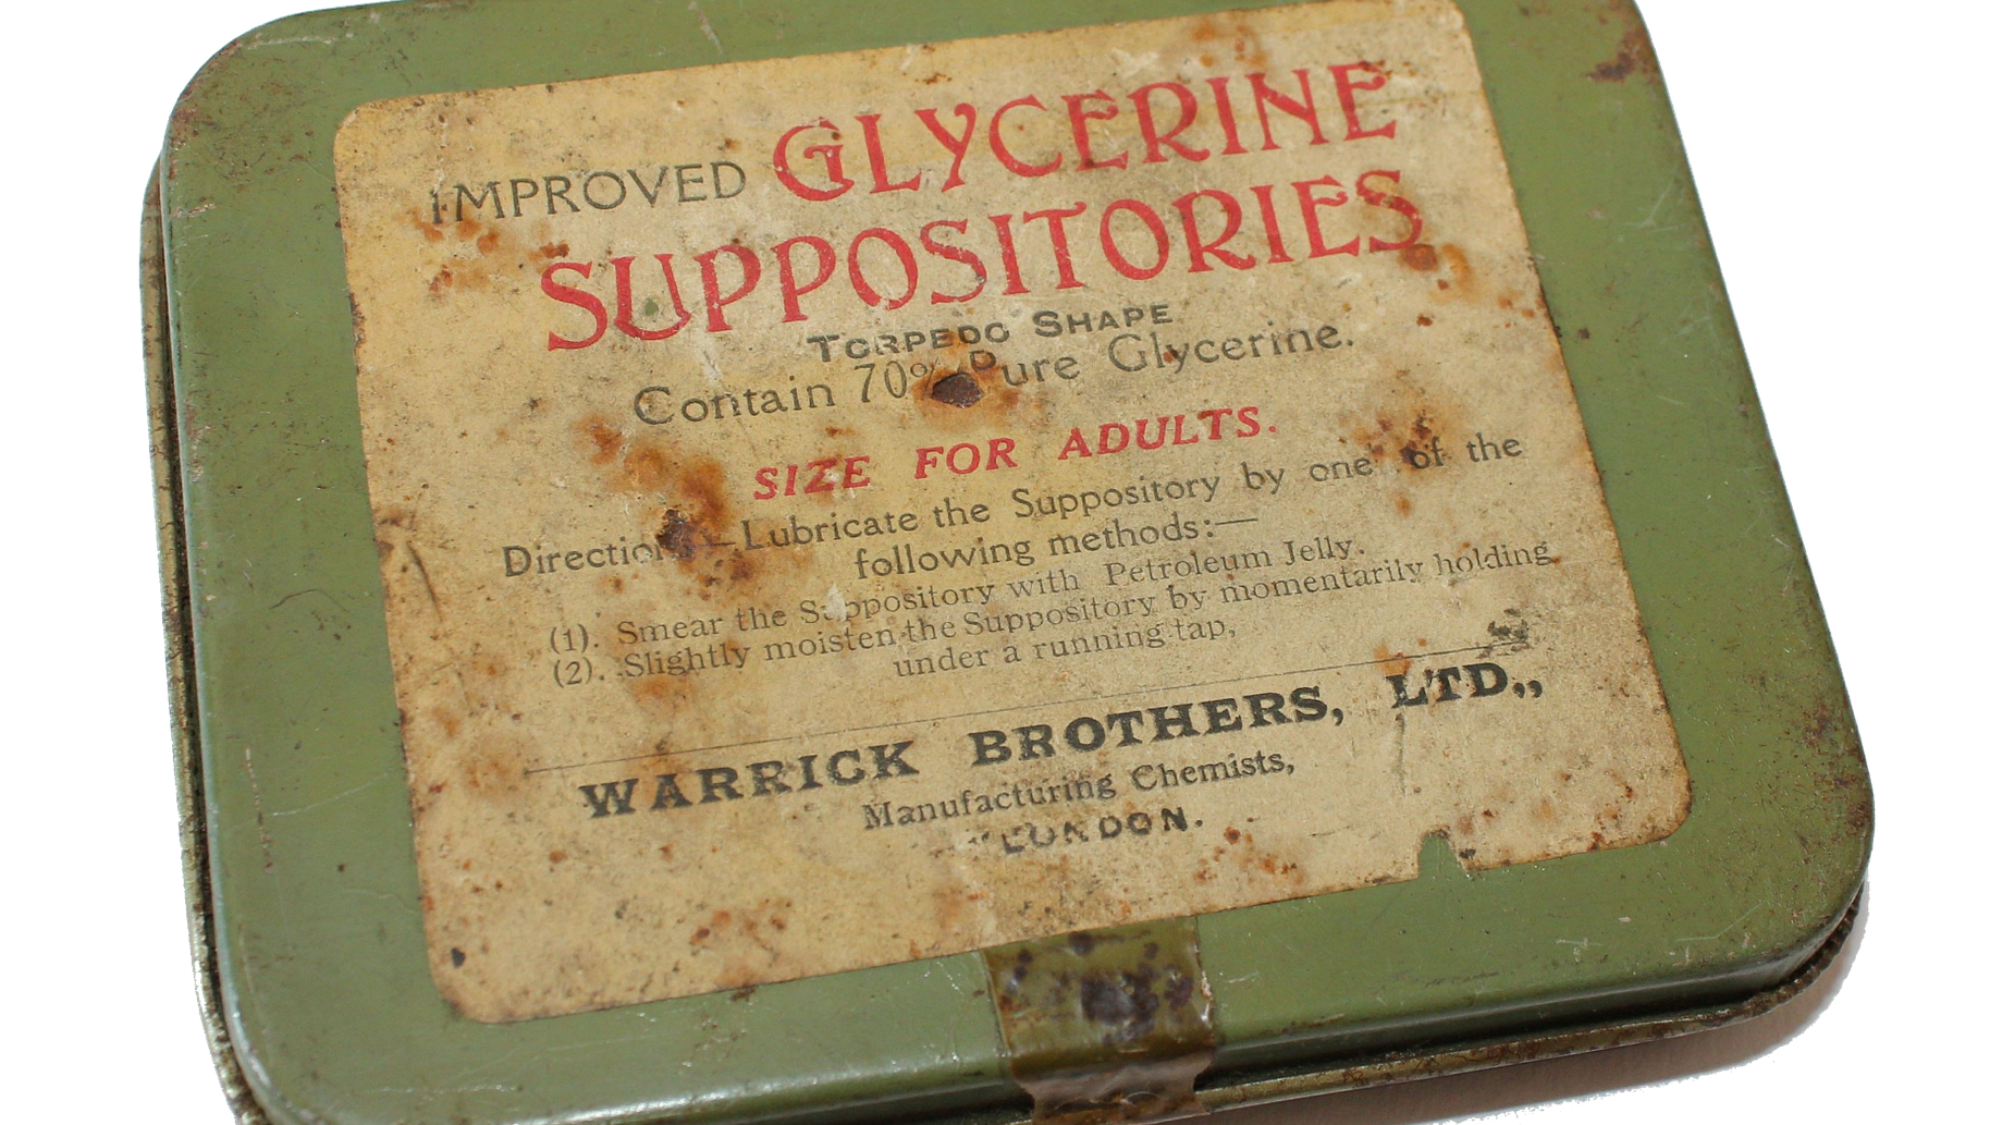 IMPROVED GLYCERINE
SUPPOSITORIES
TORPEDO SHAPE
Contain 70% Pure Glycerine.
SIZE FOR ADULTS.
Directions—Lubricate the Suppository by one of the
following methods:—
(1). Smear the Suppository with Petroleum Jelly.
(2). Slightly moisten the Suppository by momentarily holding
under a running tap,
WARRICK BROTHERS, LTD.,
Manufacturing Chemists,
LONDON.